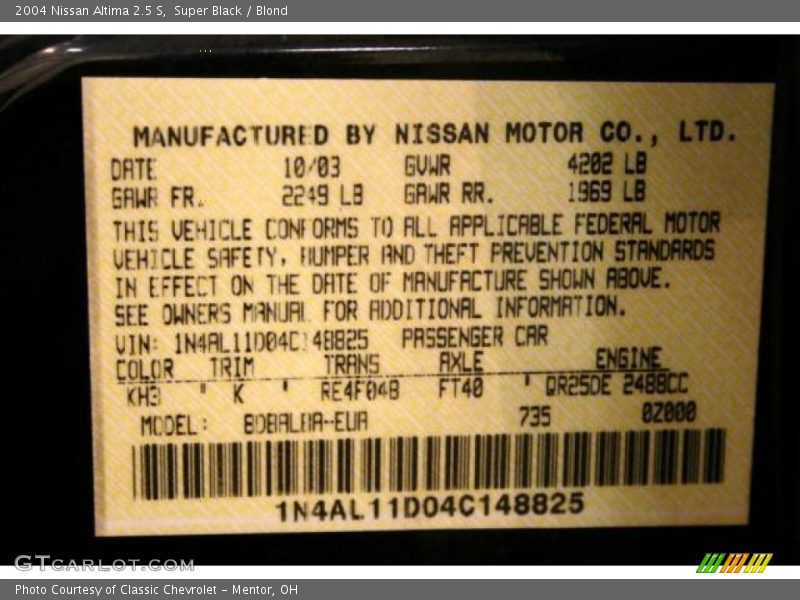 2004 Nissan Altima 2.5 S, Super Black / Blond
MANUFACTURED BY NISSAN MOTOR CO., LTD.
DATE 10/03 GVWR 4202 LB
GAWR FR. 2249 LB GAWR RR. 1969 LB
THIS VEHICLE CONFORMS TO ALL APPLICABLE FEDERAL MOTOR
VEHICLE SAFETY, BUMPER AND THEFT PREVENTION STANDARDS
IN EFFECT ON THE DATE OF MANUFACTURE SHOWN ABOVE.
SEE OWNERS MANUAL FOR ADDITIONAL INFORMATION.
VIN: 1N4AL11D04C148825 PASSENGER CAR
COLOR TRIM TRANS AXLE ENGINE
KH3 ' K ' RE4F04B FT40 ' QR25DE 2488CC
MODEL: 735 0Z000
1N4AL11D04C148825
GTCARLOT.COM
Photo Courtesy of Classic Chevrolet - Mentor, OH